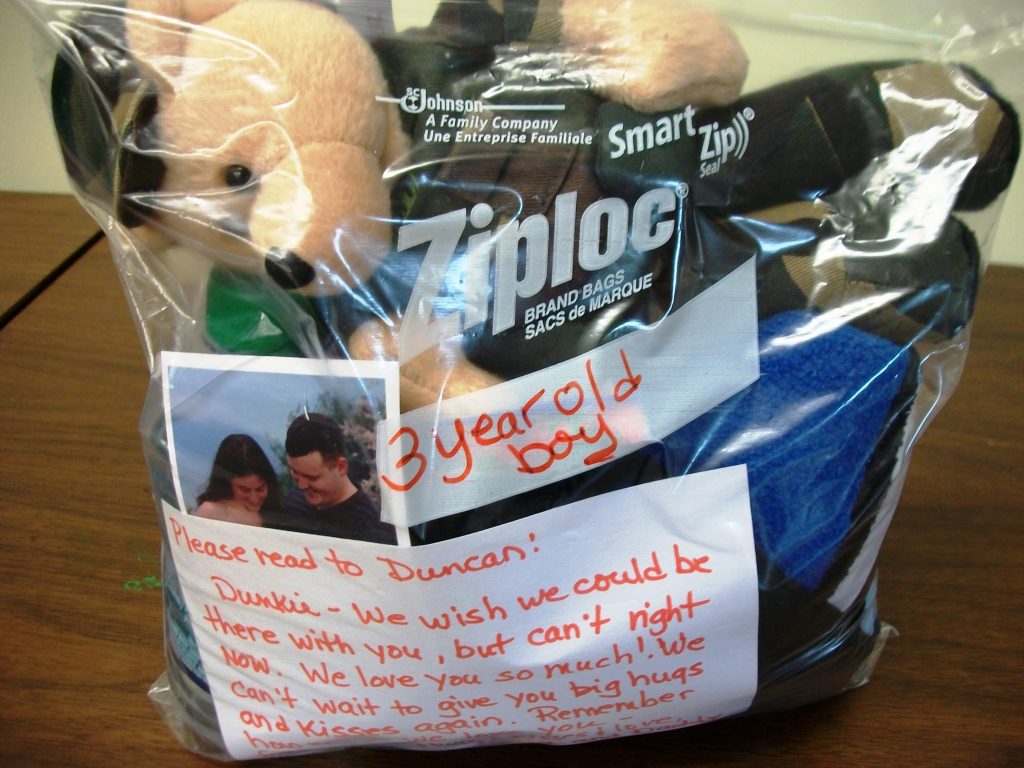 SC Johnson
A Family Company
Une Entreprise Familiale
Smart
Zip
Seal
Ziploc®
BRAND BAGS
SACS de MARQUE
3 year old
boy
Please read to Duncan!
Dunkie - We wish we could be
there with you, but can't right
now. We love you so much! We
can't wait to give you big hugs
and kisses again. Remember
you